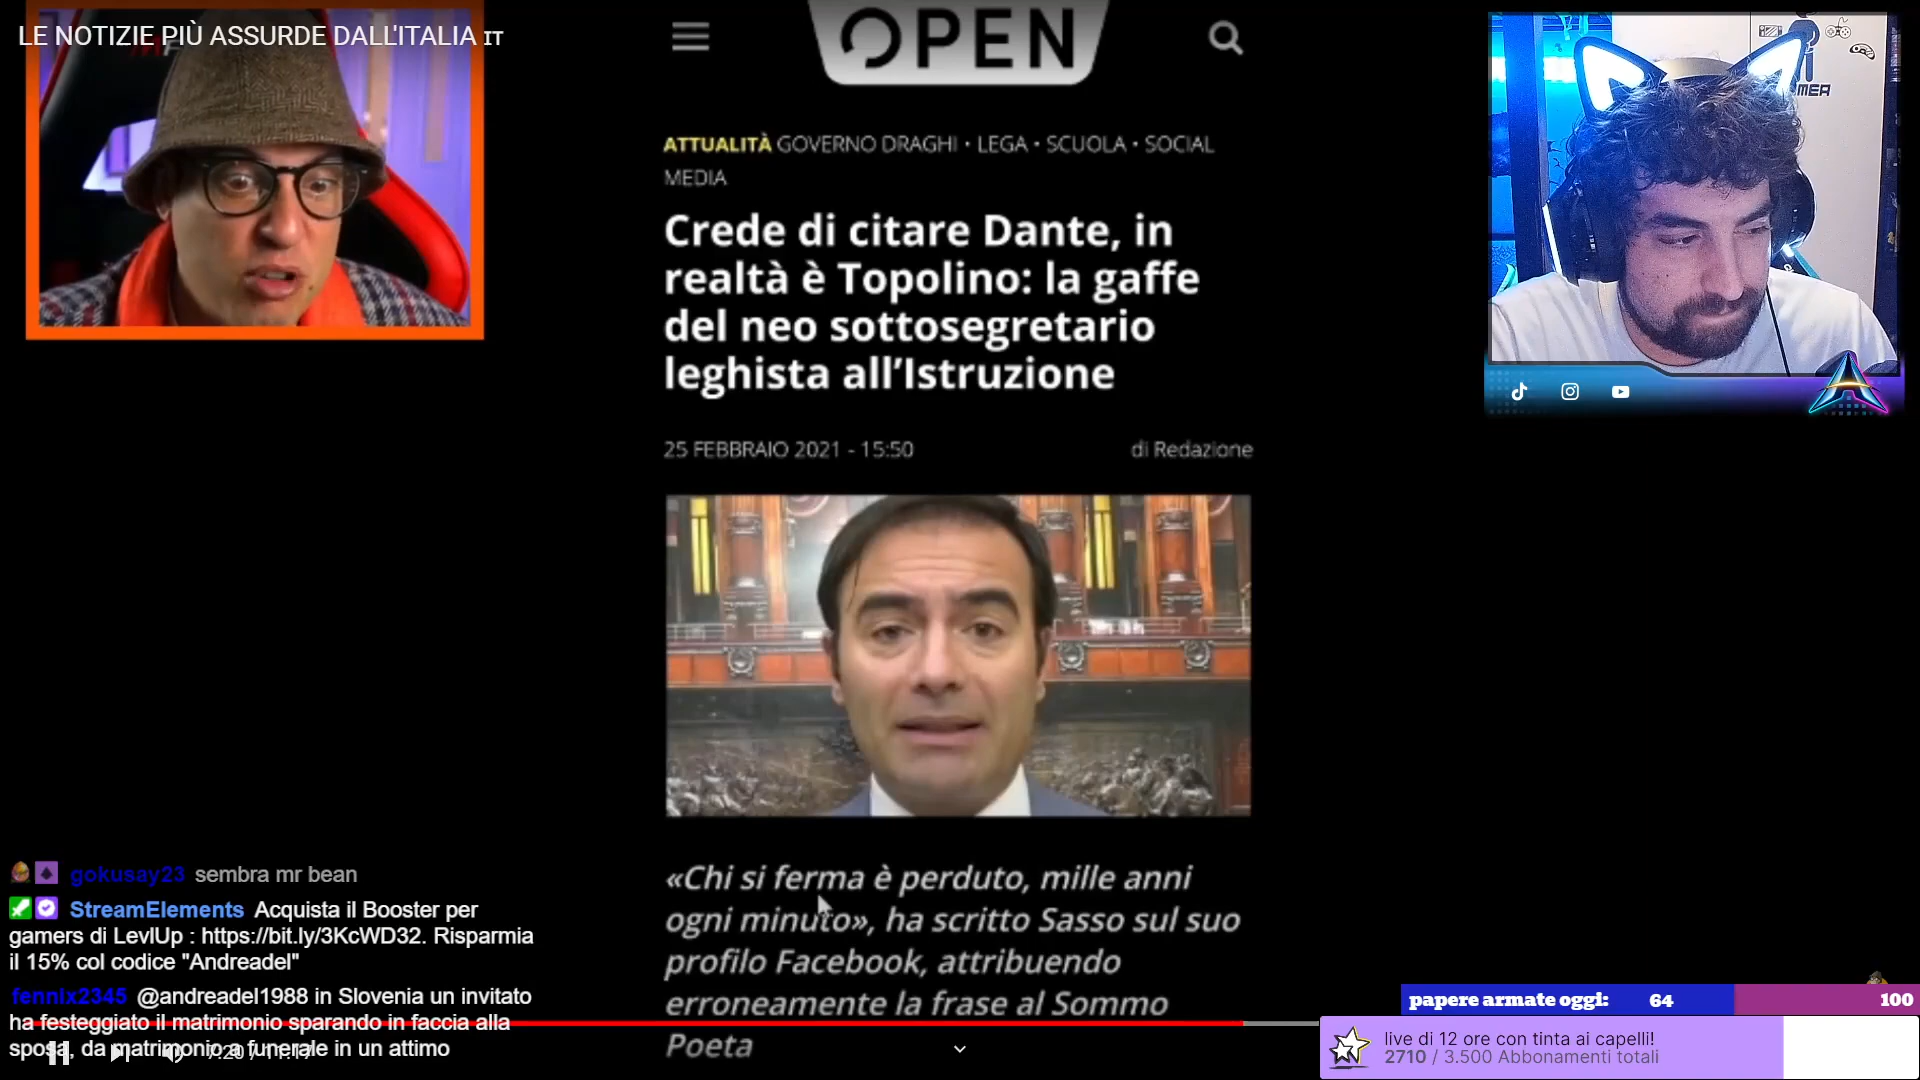 LE NOTIZIE PIÙ ASSURDE DALL'ITALIA IT
OPEN
ATTUALITÀ GOVERNO DRAGHI • LEGA • SCUOLA • SOCIAL
MEDIA
Crede di citare Dante, in
realtà è Topolino: la gaffe
del neo sottosegretario
leghista all'Istruzione
25 FEBBRAIO 2021 - 15:50
di Redazione
«Chi si ferma è perduto, mille anni
ogni minuto», ha scritto Sasso sul suo
profilo Facebook, attribuendo
erroneamente la frase al Sommo
Poeta
gokusay23 sembra mr bean
StreamElements Acquista il Booster per
gamers di LevlUp : https://bit.ly/3KcWD32. Risparmia
il 15% col codice "Andreadel"
fennix2345 @andreadel1988 in Slovenia un invitato
ha festeggiato il matrimonio sparando in faccia alla
sposa, da matrimonio a funerale in un attimo
papere armate oggi: 64 100
live di 12 ore con tinta ai capelli!
2710 / 3.500 Abbonamenti totali